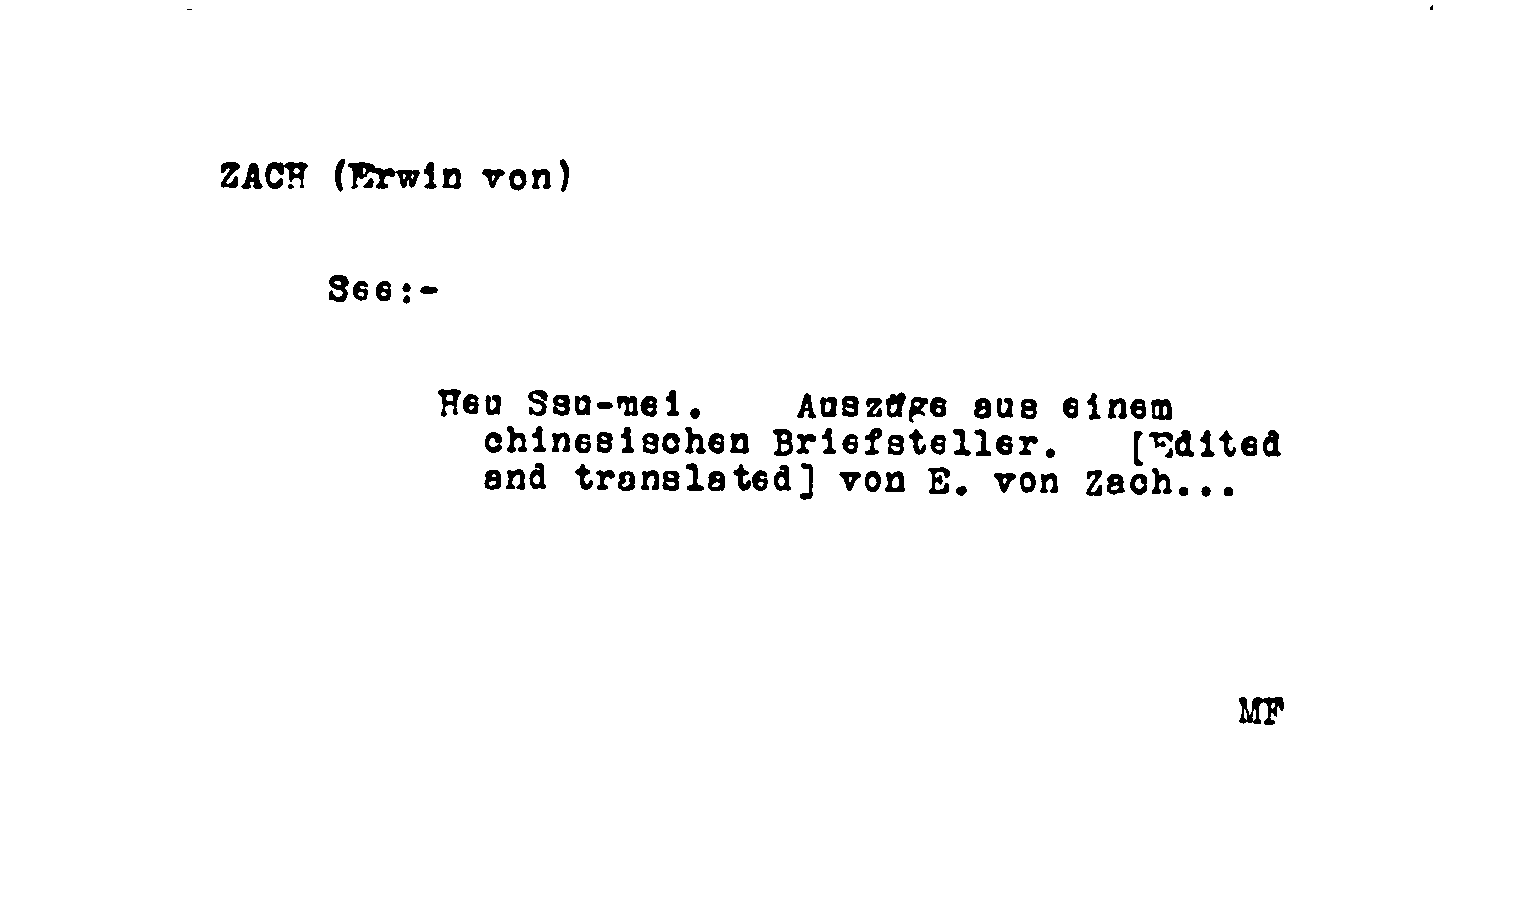 ZACH (Erwin von)
See:-
Hsu Ssu-mei. Auszüge aus einem
chinesischen Briefsteller. [Edited
and translated] von E. von Zach...
MF